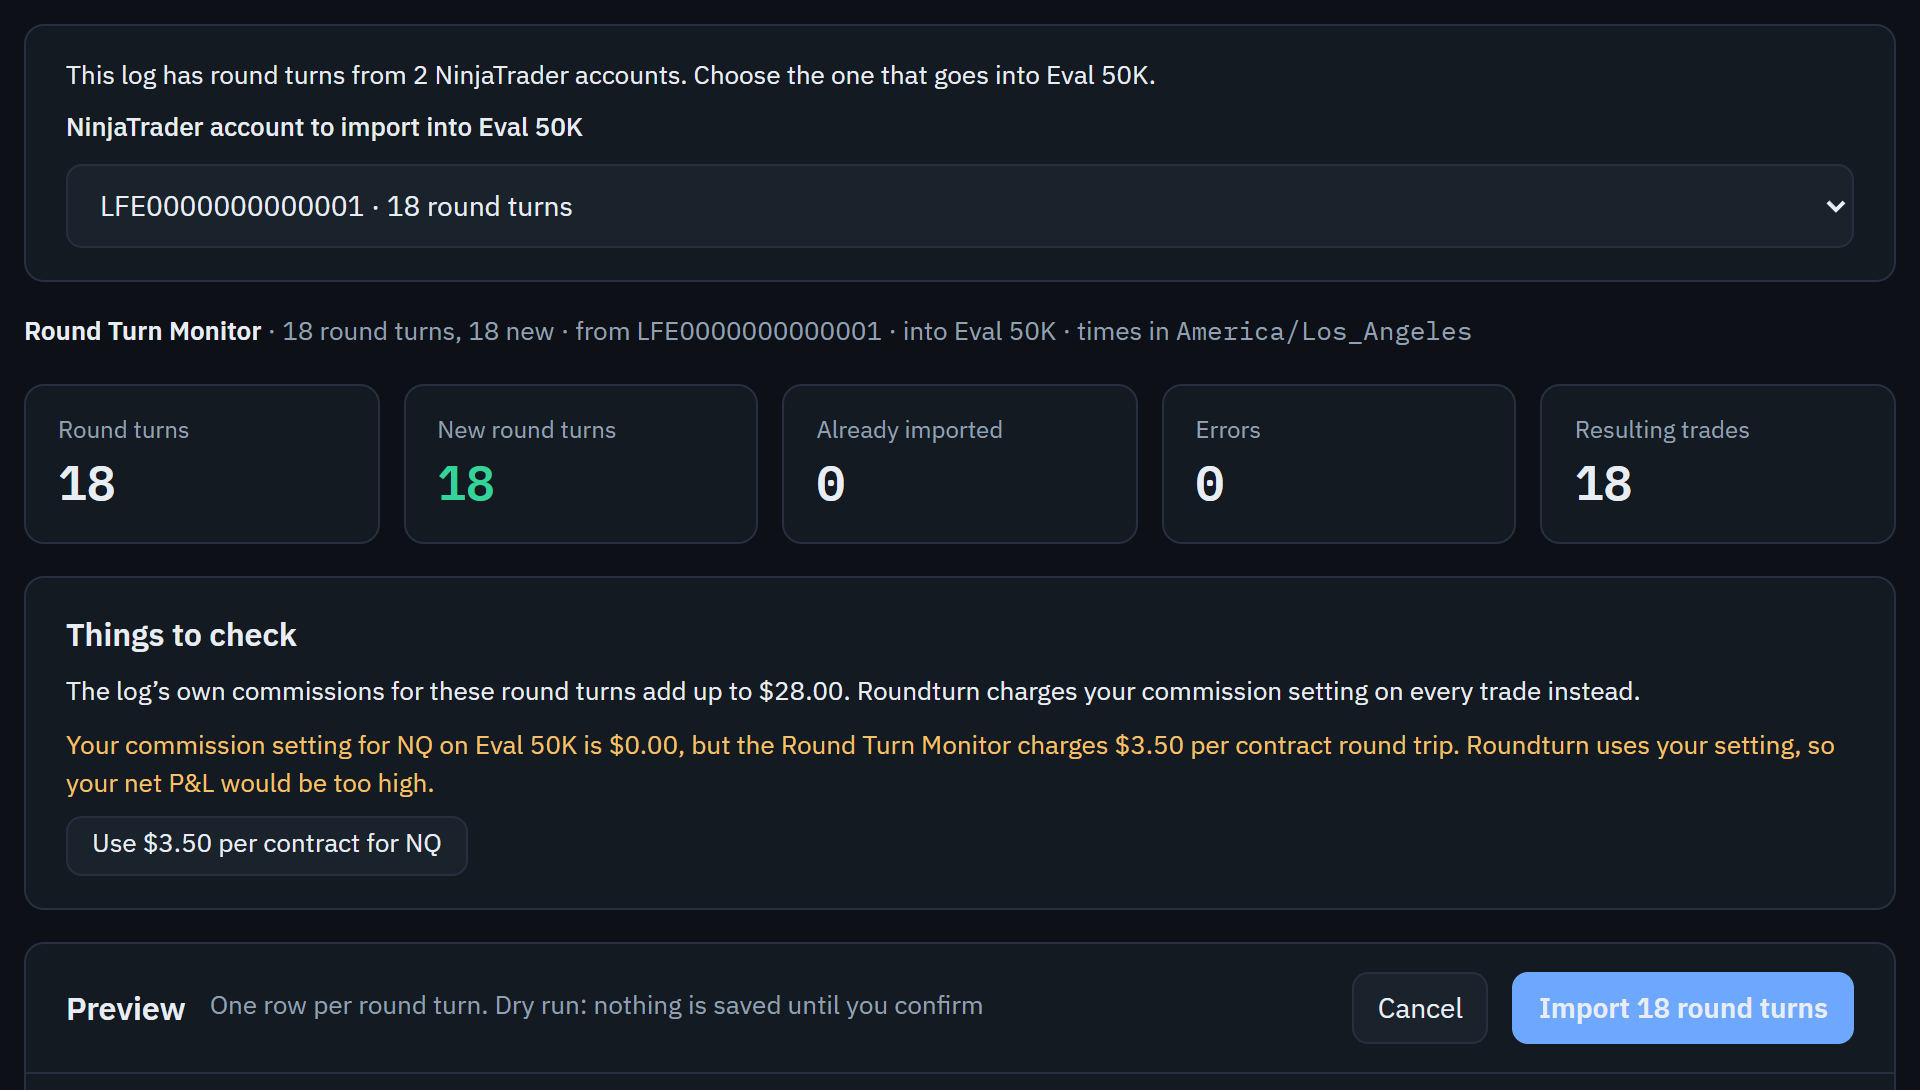 This log has round turns from 2 NinjaTrader accounts. Choose the one that goes into Eval 50K.
NinjaTrader account to import into Eval 50K
LFE0000000000001 · 18 round turns
Round Turn Monitor · 18 round turns, 18 new · from LFE0000000000001 · into Eval 50K · times in America/Los_Angeles
Round turns
18
New round turns
18
Already imported
0
Errors
0
Resulting trades
18
Things to check
The log’s own commissions for these round turns add up to $28.00. Roundturn charges your commission setting on every trade instead.
Your commission setting for NQ on Eval 50K is $0.00, but the Round Turn Monitor charges $3.50 per contract round trip. Roundturn uses your setting, so
your net P&L would be too high.
Use $3.50 per contract for NQ
Preview One row per round turn. Dry run: nothing is saved until you confirm
Cancel
Import 18 round turns